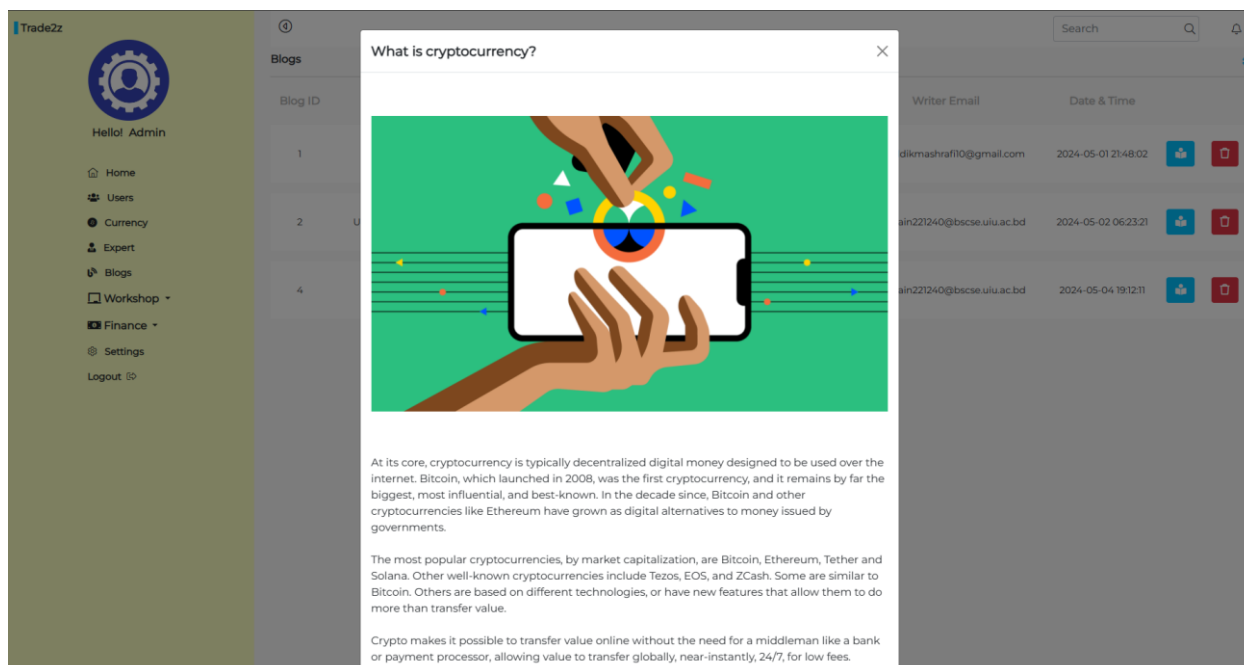 Trade2z
Search
What is cryptocurrency?
Blogs
Blog ID
Writer Email
Date & Time
Hello! Admin
1
dikmashrafi10@gmail.com
2024-05-01 21:48:02
Home
Users
2
U
ain221240@bscse.uiu.ac.bd
2024-05-02 06:23:21
Currency
Expert
Blogs
4
ain221240@bscse.uiu.ac.bd
2024-05-04 19:12:11
Workshop
Finance
Settings
Logout
At its core, cryptocurrency is typically decentralized digital money designed to be used over the
internet. Bitcoin, which launched in 2008, was the first cryptocurrency, and it remains by far the
biggest, most influential, and best-known. In the decade since, Bitcoin and other
cryptocurrencies like Ethereum have grown as digital alternatives to money issued by
governments.
The most popular cryptocurrencies, by market capitalization, are Bitcoin, Ethereum, Tether and
Solana. Other well-known cryptocurrencies include Tezos, EOS, and ZCash. Some are similar to
Bitcoin. Others are based on different technologies, or have new features that allow them to do
more than transfer value.
Crypto makes it possible to transfer value online without the need for a middleman like a bank
or payment processor, allowing value to transfer globally, near-instantly, 24/7, for low fees.